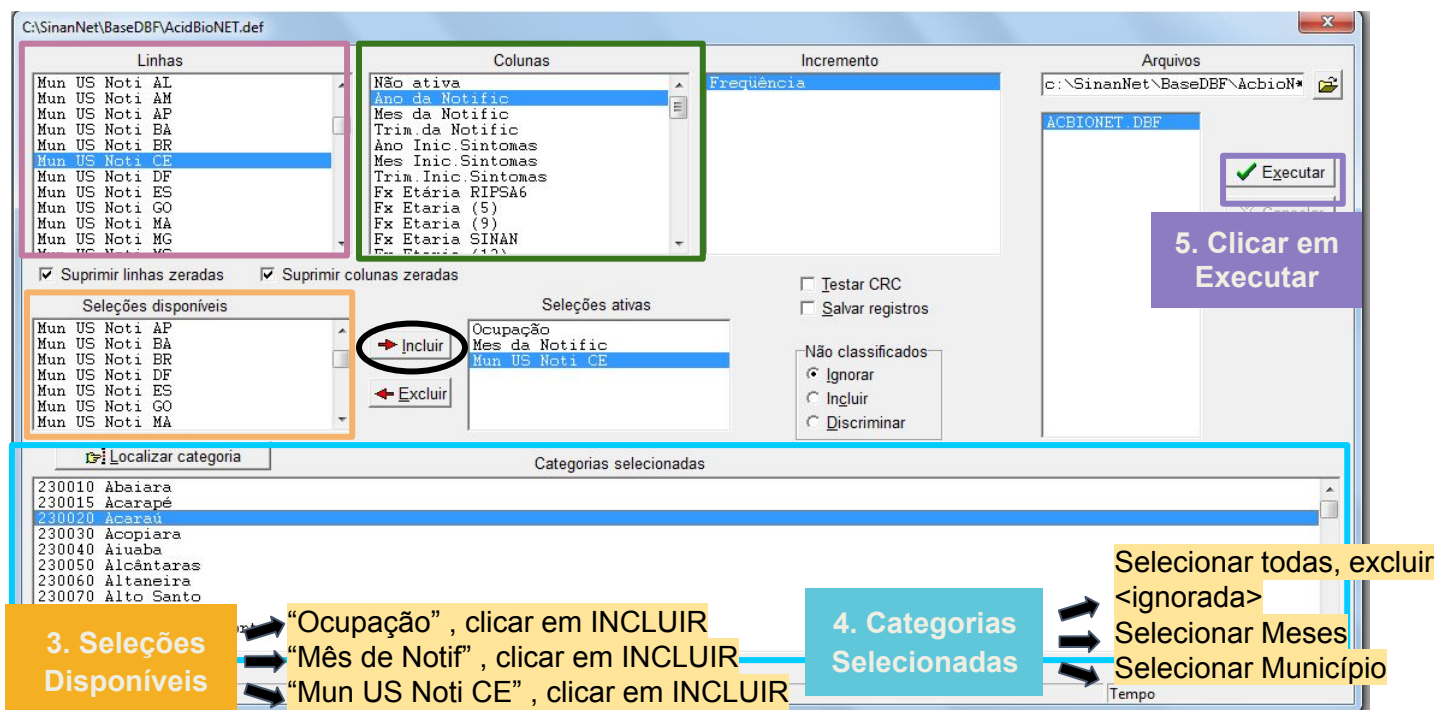 C:\SinanNet\BaseDBF\AcidBioNET.def
Linhas
Mun US Noti AL
Mun US Noti AM
Mun US Noti AP
Mun US Noti BA
Mun US Noti BR
Mun US Noti CE
Mun US Noti DF
Mun US Noti ES
Mun US Noti GO
Mun US Noti MA
Mun US Noti MG
Colunas
Não ativa
Ano da Notific
Mes da Notific
Trim.da Notific
Ano Inic.Sintomas
Mes Inic.Sintomas
Trim.Inic.Sintomas
Fx Etária RIPSA6
Fx Etaria (5)
Fx Etaria (9)
Fx Etaria SINAN
Fx Etaria (12)
Incremento
Freqüência
Arquivos
c:\SinanNet\BaseDBF\AcbioN*
ACBIONET.DBF
Executar
Cancelar
5. Clicar em
Executar
Suprimir linhas zeradas
Suprimir colunas zeradas
Testar CRC
Salvar registros
Seleções disponíveis
Mun US Noti AP
Mun US Noti BA
Mun US Noti BR
Mun US Noti DF
Mun US Noti ES
Mun US Noti GO
Mun US Noti MA
Incluir
Excluir
Seleções ativas
Ocupação
Mes da Notific
Mun US Noti CE
Não classificados
Ignorar
Incluir
Discriminar
Localizar categoria
Categorias selecionadas
230010 Abaiara
230015 Acarapé
230020 Acaraú
230030 Acopiara
230040 Aiuaba
230050 Alcântaras
230060 Altaneira
230070 Alto Santo
3. Seleções
Disponíveis
“Ocupação” , clicar em INCLUIR
“Mês de Notif” , clicar em INCLUIR
“Mun US Noti CE” , clicar em INCLUIR
4. Categorias
Selecionadas
Selecionar todas, excluir
<ignorada>
Selecionar Meses
Selecionar Município
Tempo